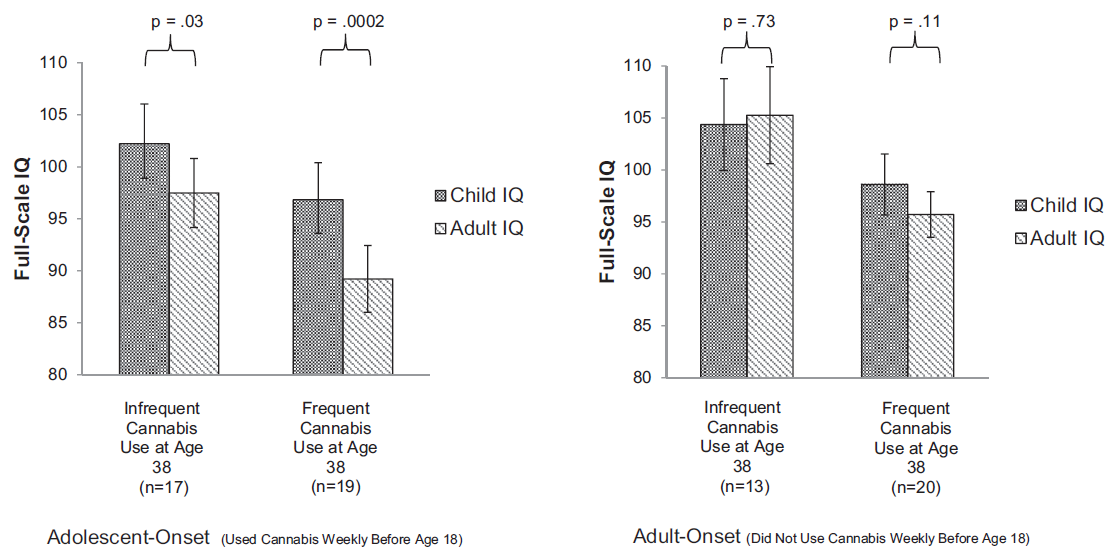 p = .03
p = .0002
Full-Scale IQ
110
105
100
95
90
85
80
Child IQ
Adult IQ
Infrequent
Cannabis
Use at Age
38
(n=17)
Frequent
Cannabis
Use at Age
38
(n=19)
Adolescent-Onset (Used Cannabis Weekly Before Age 18)
p = .73
p = .11
Full-Scale IQ
110
105
100
95
90
85
80
Child IQ
Adult IQ
Infrequent
Cannabis
Use at Age
38
(n=13)
Frequent
Cannabis
Use at Age
38
(n=20)
Adult-Onset (Did Not Use Cannabis Weekly Before Age 18)